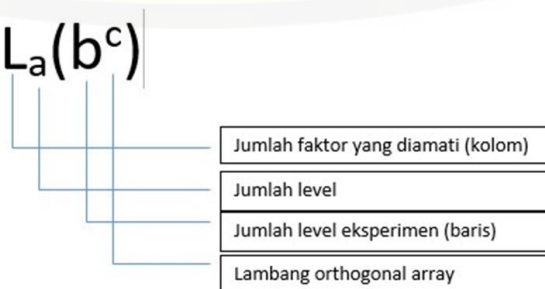 Lₐ(bᶜ)
Jumlah faktor yang diamati (kolom)
Jumlah level
Jumlah level eksperimen (baris)
Lambang orthogonal array